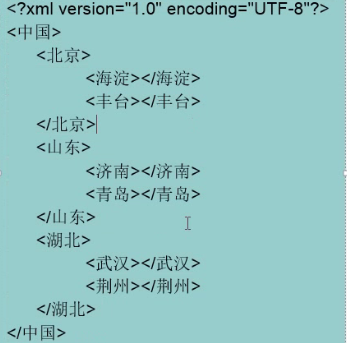 <?xml version="1.0" encoding="UTF-8"?>
<中国>
<北京>
<海淀></海淀>
<丰台></丰台>
</北京>
<山东>
<济南></济南>
<青岛></青岛>
</山东>
<湖北>
<武汉></武汉>
<荆州></荆州>
</湖北>
</中国>